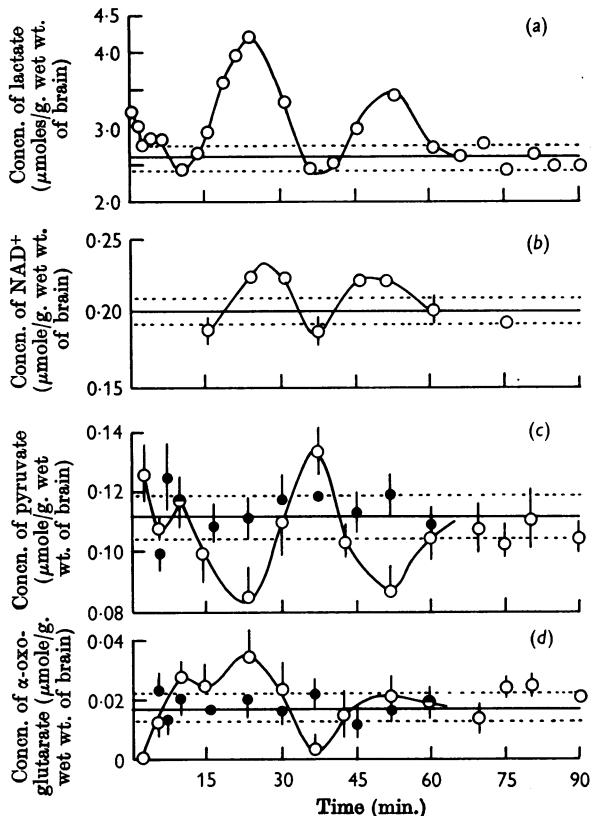 (a)
Concn. of lactate
(μmoles/g. wet wt.
of brain)
4·5
4·0
3·0
2·0
(b)
Concn. of NAD+
(μmole/g. wet wt.
of brain)
0·25
0·20
0·15
(c)
Concn. of pyruvate
(μmole/g. wet
wt. of brain)
0·14
0·12
0·10
0·08
(d)
Concn. of α-oxo-
glutarate (μmole/g.
wet wt. of brain)
0·04
0·02
0
15 30 45 60 75 90
Time (min.)